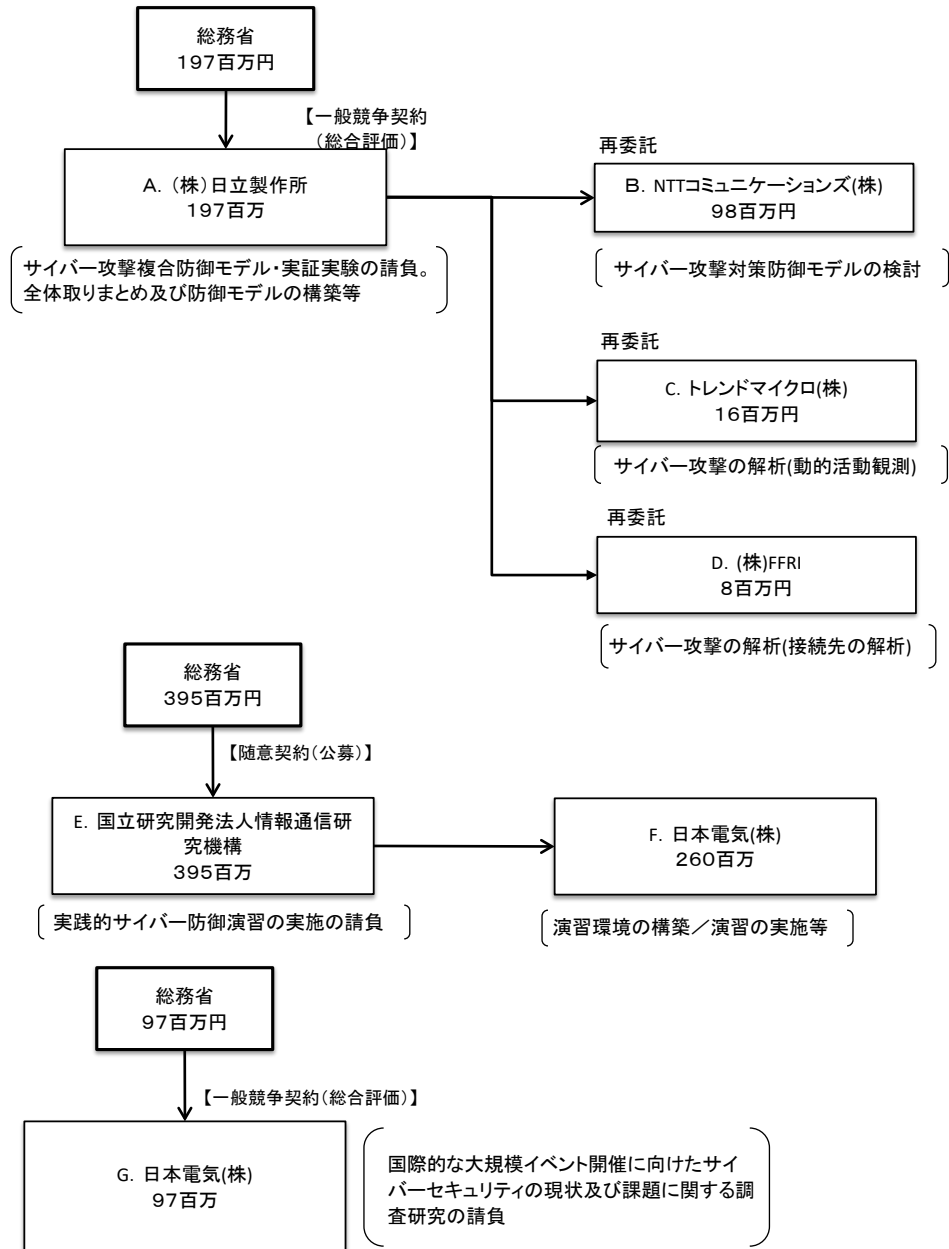 総務省
197百万円
【一般競争契約
(総合評価)】
A. (株)日立製作所
197百万
サイバー攻撃複合防御モデル・実証実験の請負。
全体取りまとめ及び防御モデルの構築等
再委託
B. NTTコミュニケーションズ(株)
98百万円
サイバー攻撃対策防御モデルの検討
再委託
C. トレンドマイクロ(株)
16百万円
サイバー攻撃の解析(動的活動観測)
再委託
D. (株)FFRI
8百万円
サイバー攻撃の解析(接続先の解析)
総務省
395百万円
【随意契約(公募)】
E. 国立研究開発法人情報通信研
究機構
395百万
実践的サイバー防御演習の実施の請負
F. 日本電気(株)
260百万
演習環境の構築/演習の実施等
総務省
97百万円
【一般競争契約(総合評価)】
G. 日本電気(株)
97百万
国際的な大規模イベント開催に向けたサイ
バーセキュリティの現状及び課題に関する調
査研究の請負